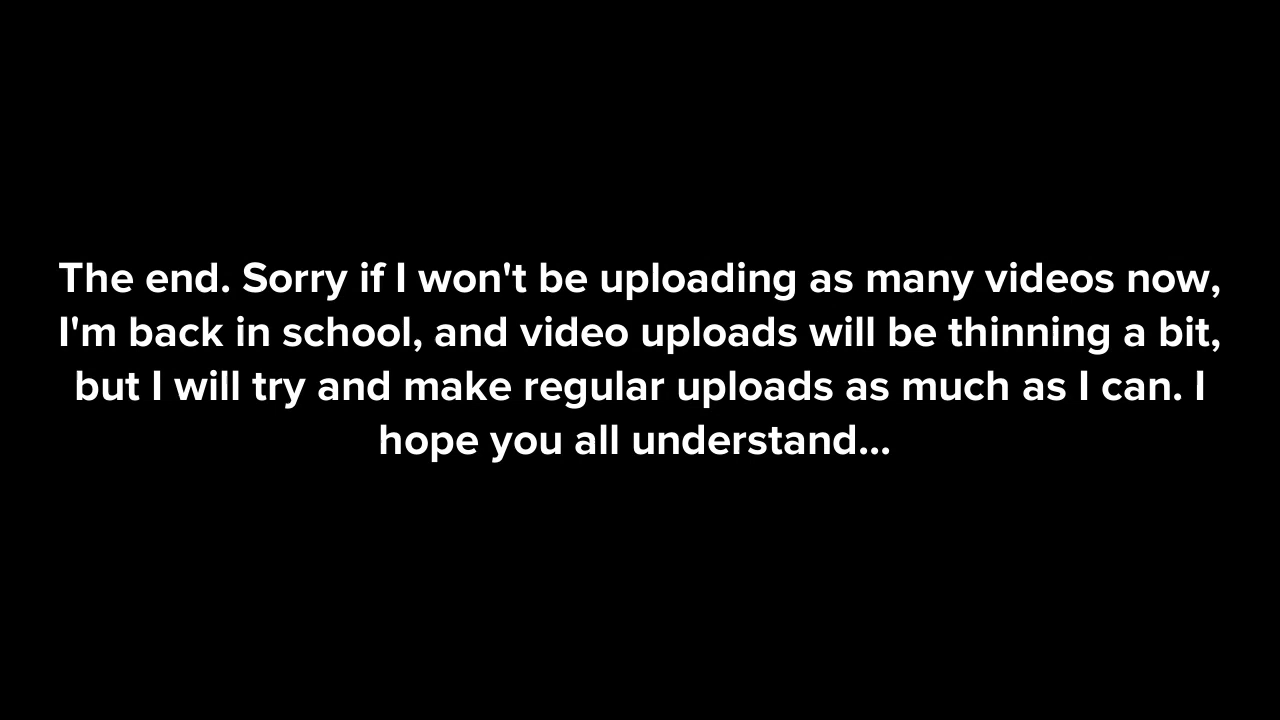 The end. Sorry if I won't be uploading as many videos now,
I'm back in school, and video uploads will be thinning a bit,
but I will try and make regular uploads as much as I can. I
hope you all understand...